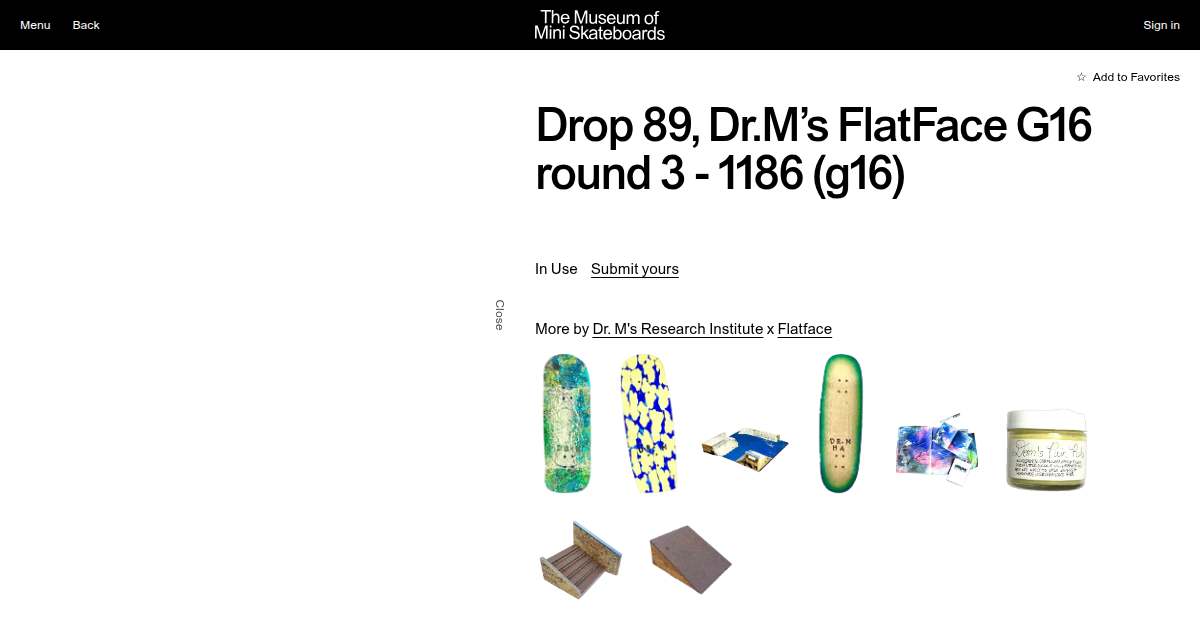 Menu
Back
The Museum of
Mini Skateboards
Sign in
☆ Add to Favorites
Drop 89, Dr.M’s FlatFace G16
round 3 - 1186 (g16)
In Use Submit yours
Close
More by Dr. M's Research Institute x Flatface
DR.M